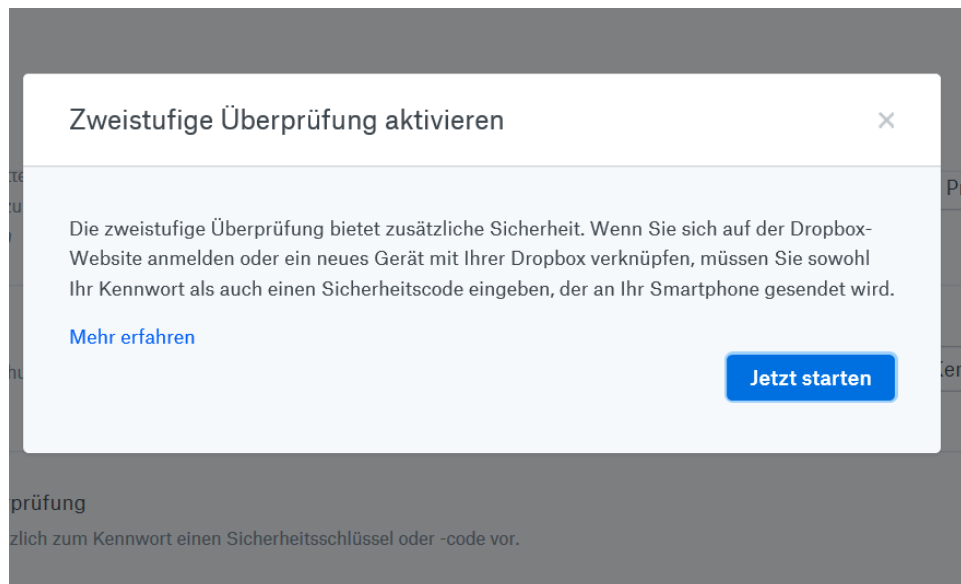 Zweistufige Überprüfung aktivieren
Die zweistufige Überprüfung bietet zusätzliche Sicherheit. Wenn Sie sich auf der Dropbox-
Website anmelden oder ein neues Gerät mit Ihrer Dropbox verknüpfen, müssen Sie sowohl
Ihr Kennwort als auch einen Sicherheitscode eingeben, der an Ihr Smartphone gesendet wird.
Mehr erfahren
Jetzt starten
rprüfung
zlich zum Kennwort einen Sicherheitsschlüssel oder -code vor.